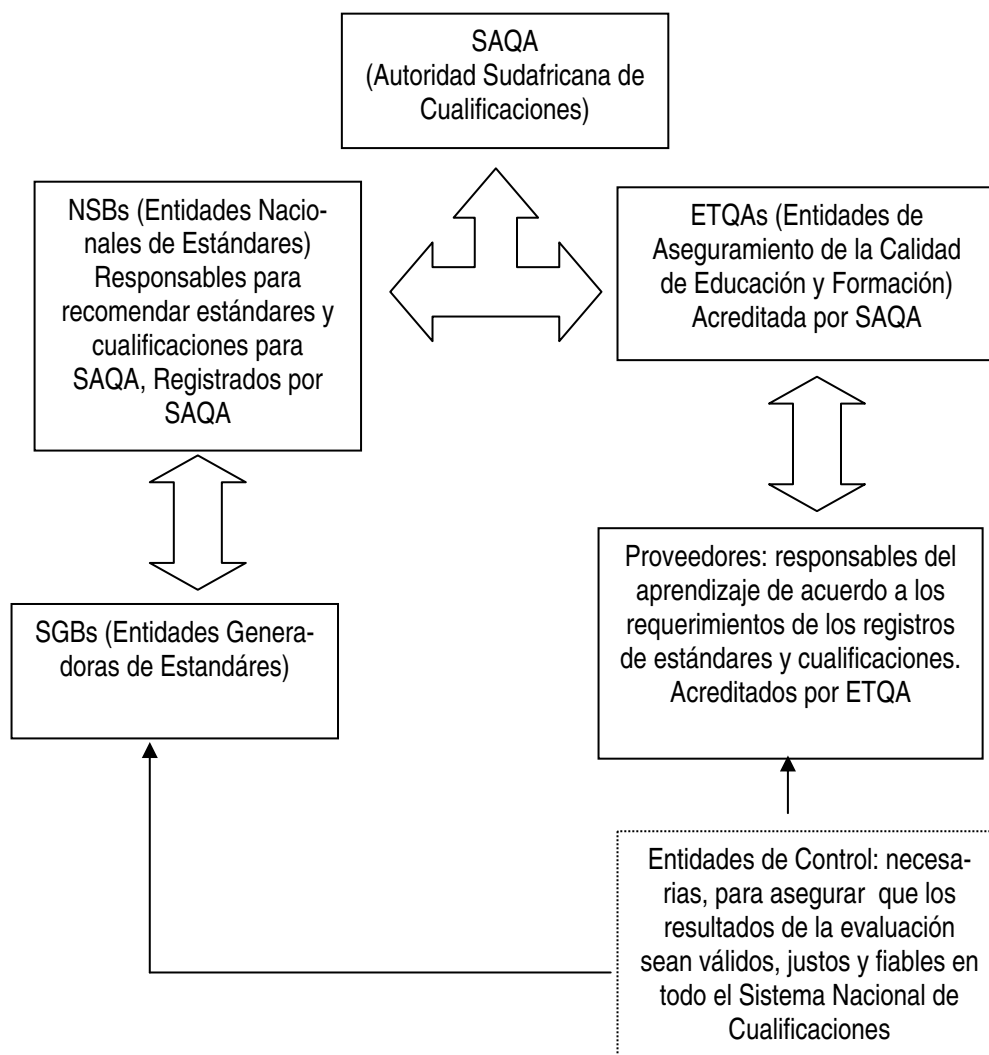 SAQA
(Autoridad Sudafricana de
Cualificaciones)
NSBs (Entidades Nacio-
nales de Estándares)
Responsables para
recomendar estándares y
cualificaciones para
SAQA, Registrados por
SAQA
ETQAs (Entidades de
Aseguramiento de la Calidad
de Educación y Formación)
Acreditada por SAQA
SGBs (Entidades Genera-
doras de Estandáres)
Proveedores: responsables del
aprendizaje de acuerdo a los
requerimientos de los registros
de estándares y cualificaciones.
Acreditados por ETQA
Entidades de Control: necesa-
rias, para asegurar que los
resultados de la evaluación
sean válidos, justos y fiables en
todo el Sistema Nacional de
Cualificaciones